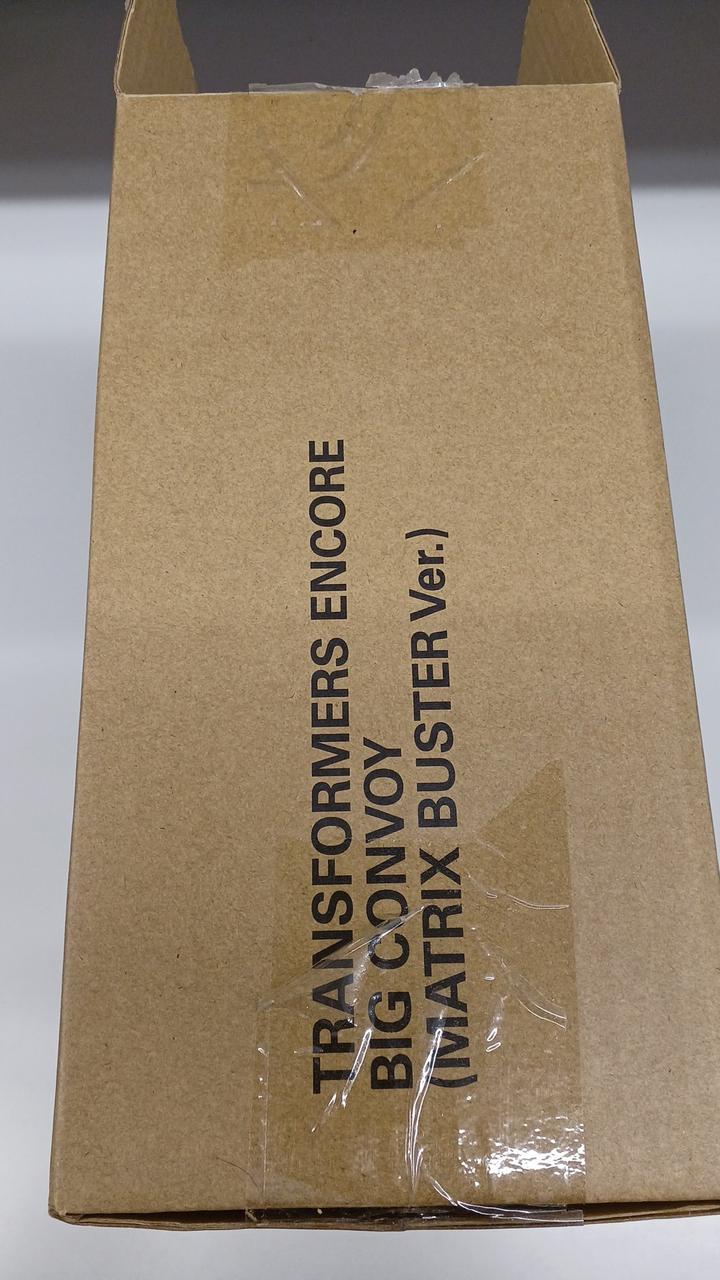 TRANSFORMERS ENCORE
BIG CONVOY
(MATRIX BUSTER Ver.)